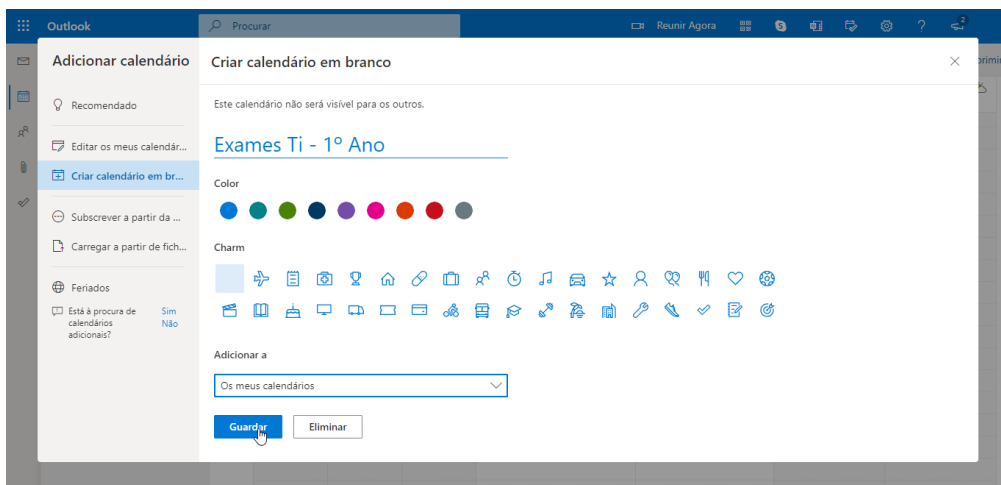 Outlook
Procurar
Reunir Agora
2
Adicionar calendário
Recomendado
Editar os meus calendár...
Criar calendário em br...
Subscrever a partir da ...
Carregar a partir de fich...
Feriados
Está à procura de calendários adicionais?
Sim
Não
Criar calendário em branco
Este calendário não será visível para os outros.
Exames Ti - 1º Ano
Color
Charm
Adicionar a
Os meus calendários
Guardar
Eliminar